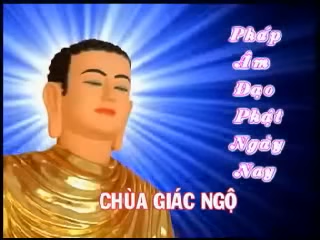 Pháp
Âm
Đạo
Phật
Ngày
Nay
CHÙA GIÁC NGỘ